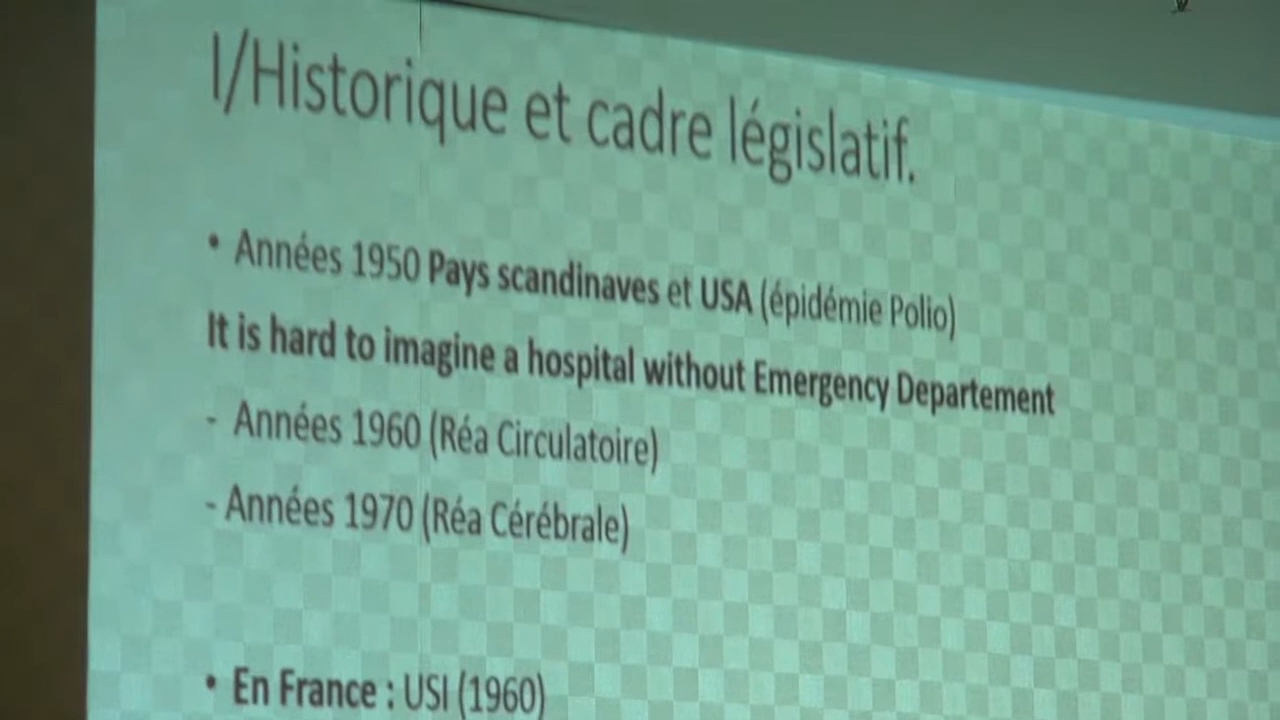 I/Historique et cadre législatif.
• Années 1950 Pays scandinaves et USA (épidémie Polio)
It is hard to imagine a hospital without Emergency Departement
- Années 1960 (Réa Circulatoire)
- Années 1970 (Réa Cérébrale)
• En France : USI (1960)